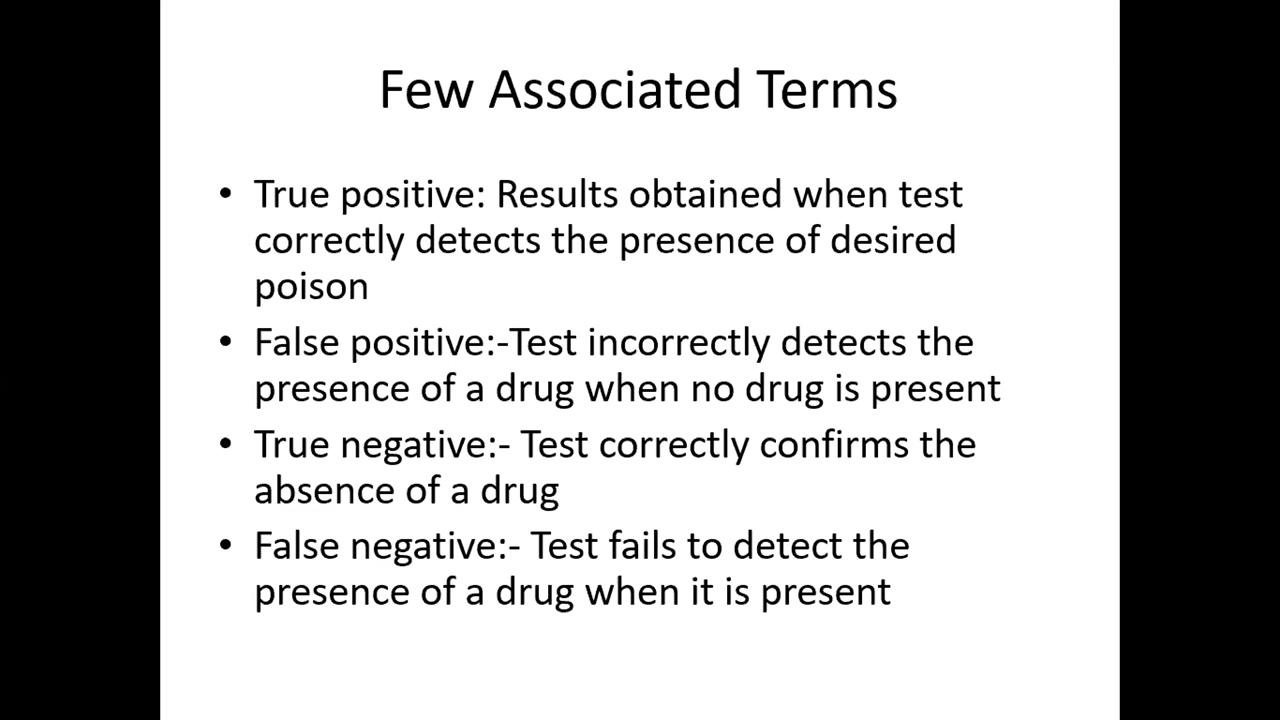 Few Associated Terms
• True positive: Results obtained when test
correctly detects the presence of desired
poison
• False positive:-Test incorrectly detects the
presence of a drug when no drug is present
• True negative:- Test correctly confirms the
absence of a drug
• False negative:- Test fails to detect the
presence of a drug when it is present